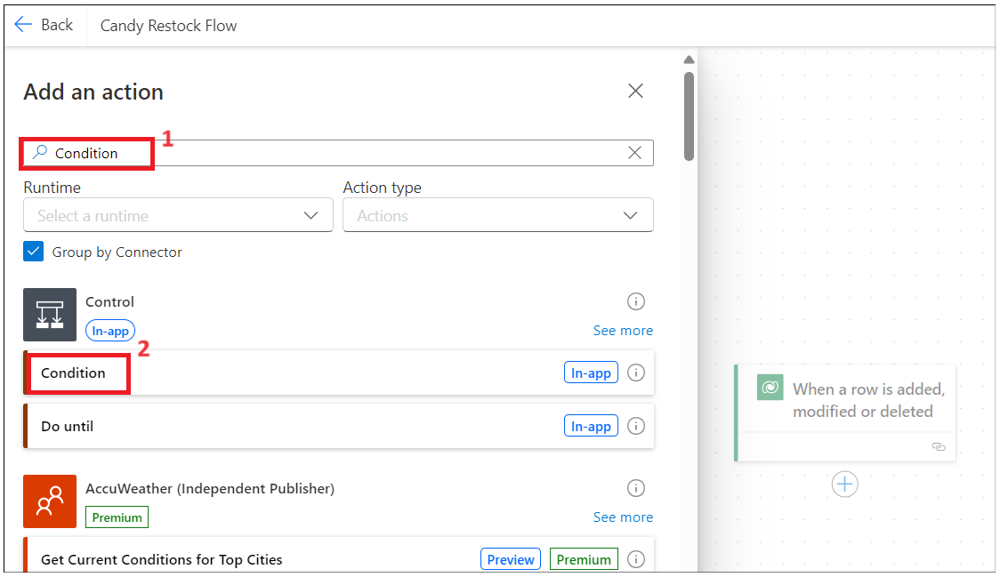 Back
Candy Restock Flow
Add an action
1
Condition
Runtime
Action type
Select a runtime
Actions
Group by Connector
Control
In-app
See more
2
Condition
In-app
Do until
In-app
AccuWeather (Independent Publisher)
Premium
See more
Get Current Conditions for Top Cities
Preview
Premium
When a row is added,
modified or deleted